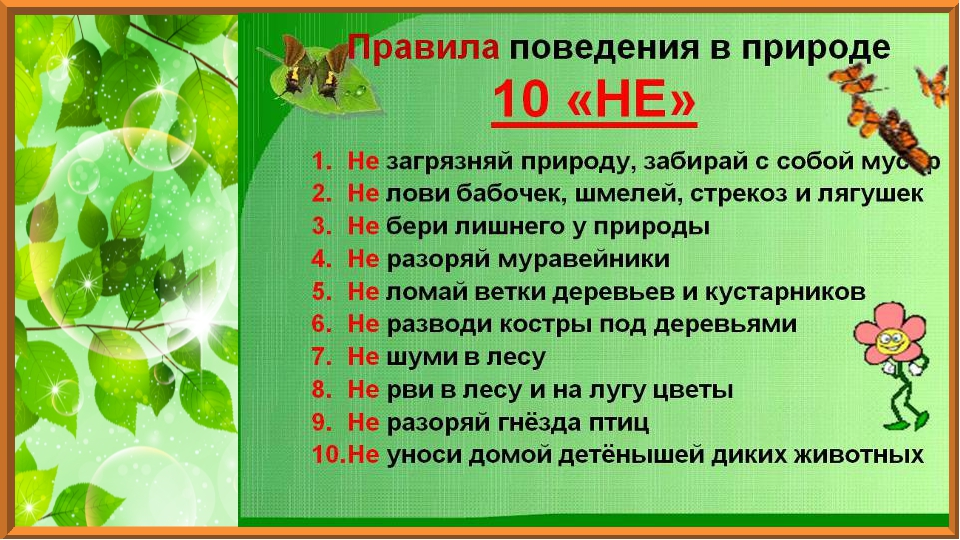 Правила поведения в природе
10 «НЕ»
1. Не загрязняй природу, забирай с собой мусор
2. Не лови бабочек, шмелей, стрекоз и лягушек
3. Не бери лишнего у природы
4. Не разоряй муравейники
5. Не ломай ветки деревьев и кустарников
6. Не разводи костры под деревьями
7. Не шуми в лесу
8. Не рви в лесу и на лугу цветы
9. Не разоряй гнёзда птиц
10.Не уноси домой детёнышей диких животных